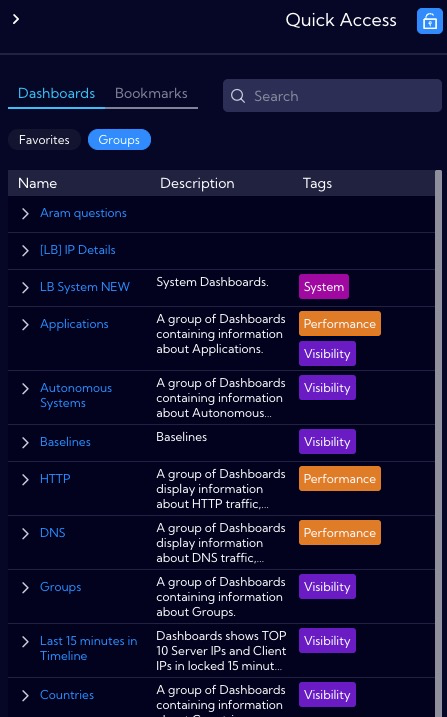 Quick Access
Dashboards
Bookmarks
Search
Favorites
Groups
Name
Description
Tags
Aram questions
[LB] IP Details
LB System NEW
System Dashboards.
System
Applications
A group of Dashboards
containing information
about Applications.
Performance
Visibility
Autonomous
Systems
A group of Dashboards
containing information
about Autonomous...
Visibility
Baselines
Baselines
Visibility
HTTP
A group of Dashboards
display information
about HTTP traffic,...
Performance
DNS
A group of Dashboards
display information
about DNS traffic,...
Performance
Groups
A group of Dashboards
containing information
about Groups.
Visibility
Last 15 minutes in
Timeline
Dashboards shows TOP
10 Server IPs and Client
IPs in locked 15 minut...
Visibility
Countries
A group of Dashboards
containing information
Visibility